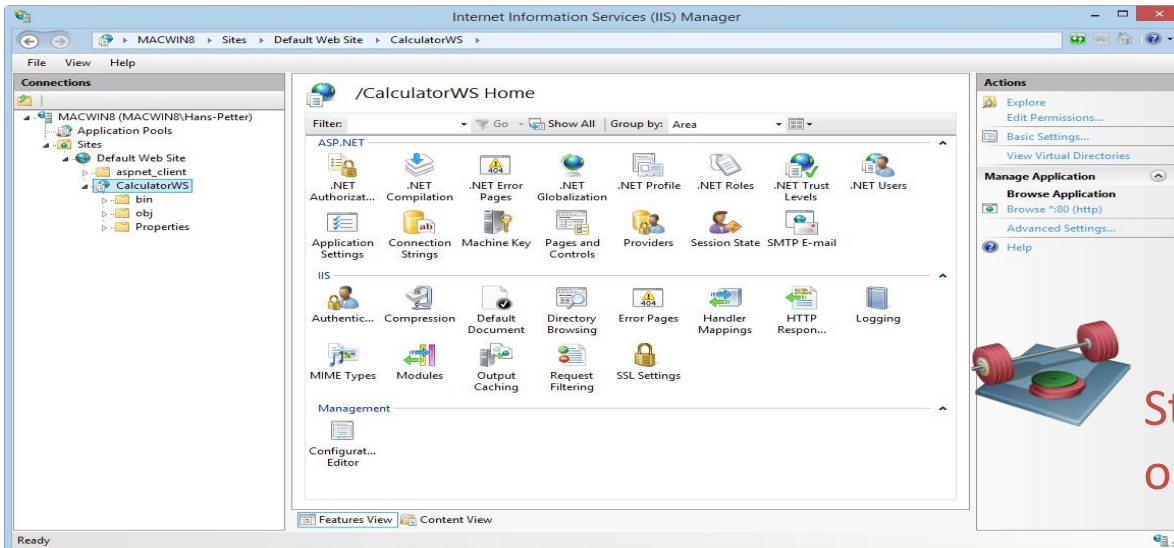 Internet Information Services (IIS) Manager
MACWIN8 Sites Default Web Site CalculatorWS
File View Help
Connections
MACWIN8 (MACWIN8\Hans-Petter)
Application Pools
Sites
Default Web Site
aspnet_client
CalculatorWS
bin
obj
Properties
/CalculatorWS Home
Filter: Go Show All Group by: Area
ASP.NET
.NET Authorizat...
.NET Compilation
.NET Error Pages
.NET Globalization
.NET Profile
.NET Roles
.NET Trust Levels
.NET Users
Application Settings
Connection Strings
Machine Key
Pages and Controls
Providers
Session State
SMTP E-mail
IIS
Authentic...
Compression
Default Document
Directory Browsing
Error Pages
Handler Mappings
HTTP Respon...
Logging
MIME Types
Modules
Output Caching
Request Filtering
SSL Settings
Management
Configurat... Editor
Features View Content View
Ready
Actions
Explore
Edit Permissions...
Basic Settings...
View Virtual Directories
Manage Application
Browse Application
Browse *:80 (http)
Advanced Settings...
Help